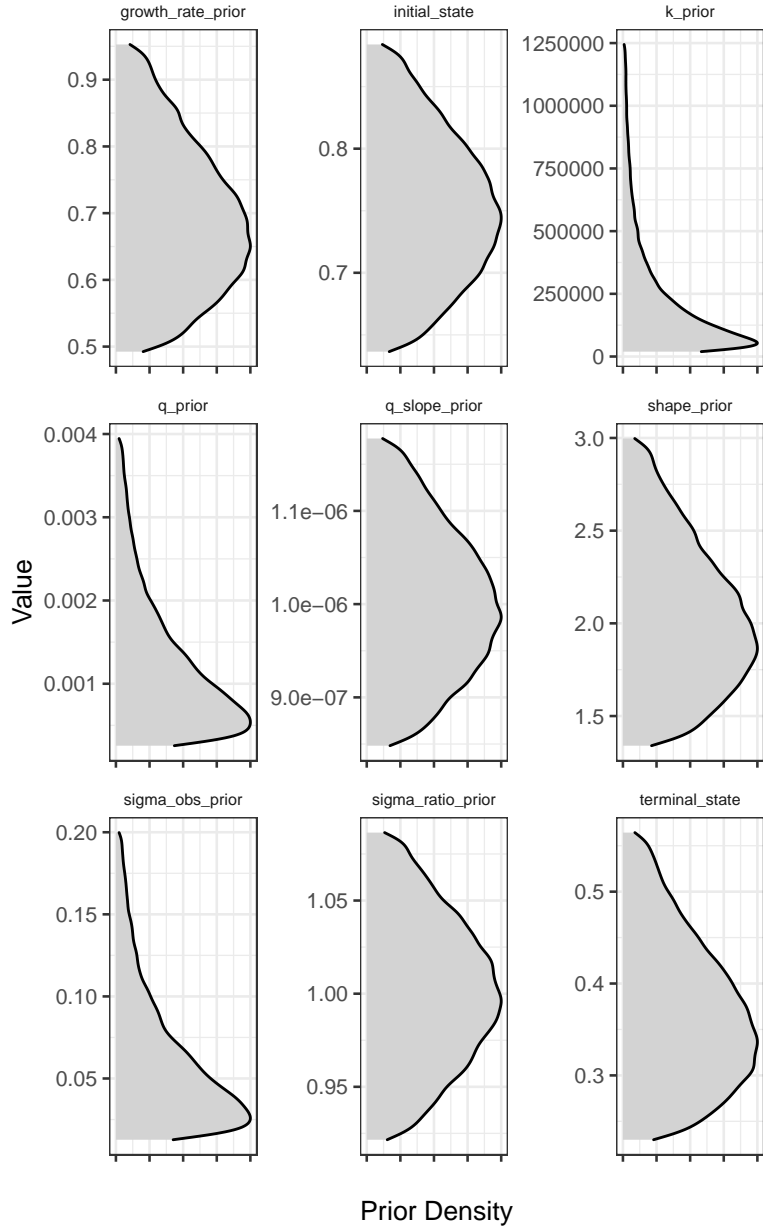 growth_rate_prior
initial_state
k_prior
0.9
0.8
0.7
0.6
0.5
0.8
0.7
1250000
1000000
750000
500000
250000
0
q_prior
q_slope_prior
shape_prior
0.004
0.003
0.002
0.001
1.1e−06
1.0e−06
9.0e−07
3.0
2.5
2.0
1.5
Value
sigma_obs_prior
sigma_ratio_prior
terminal_state
0.20
0.15
0.10
0.05
1.05
1.00
0.95
0.5
0.4
0.3
Prior Density